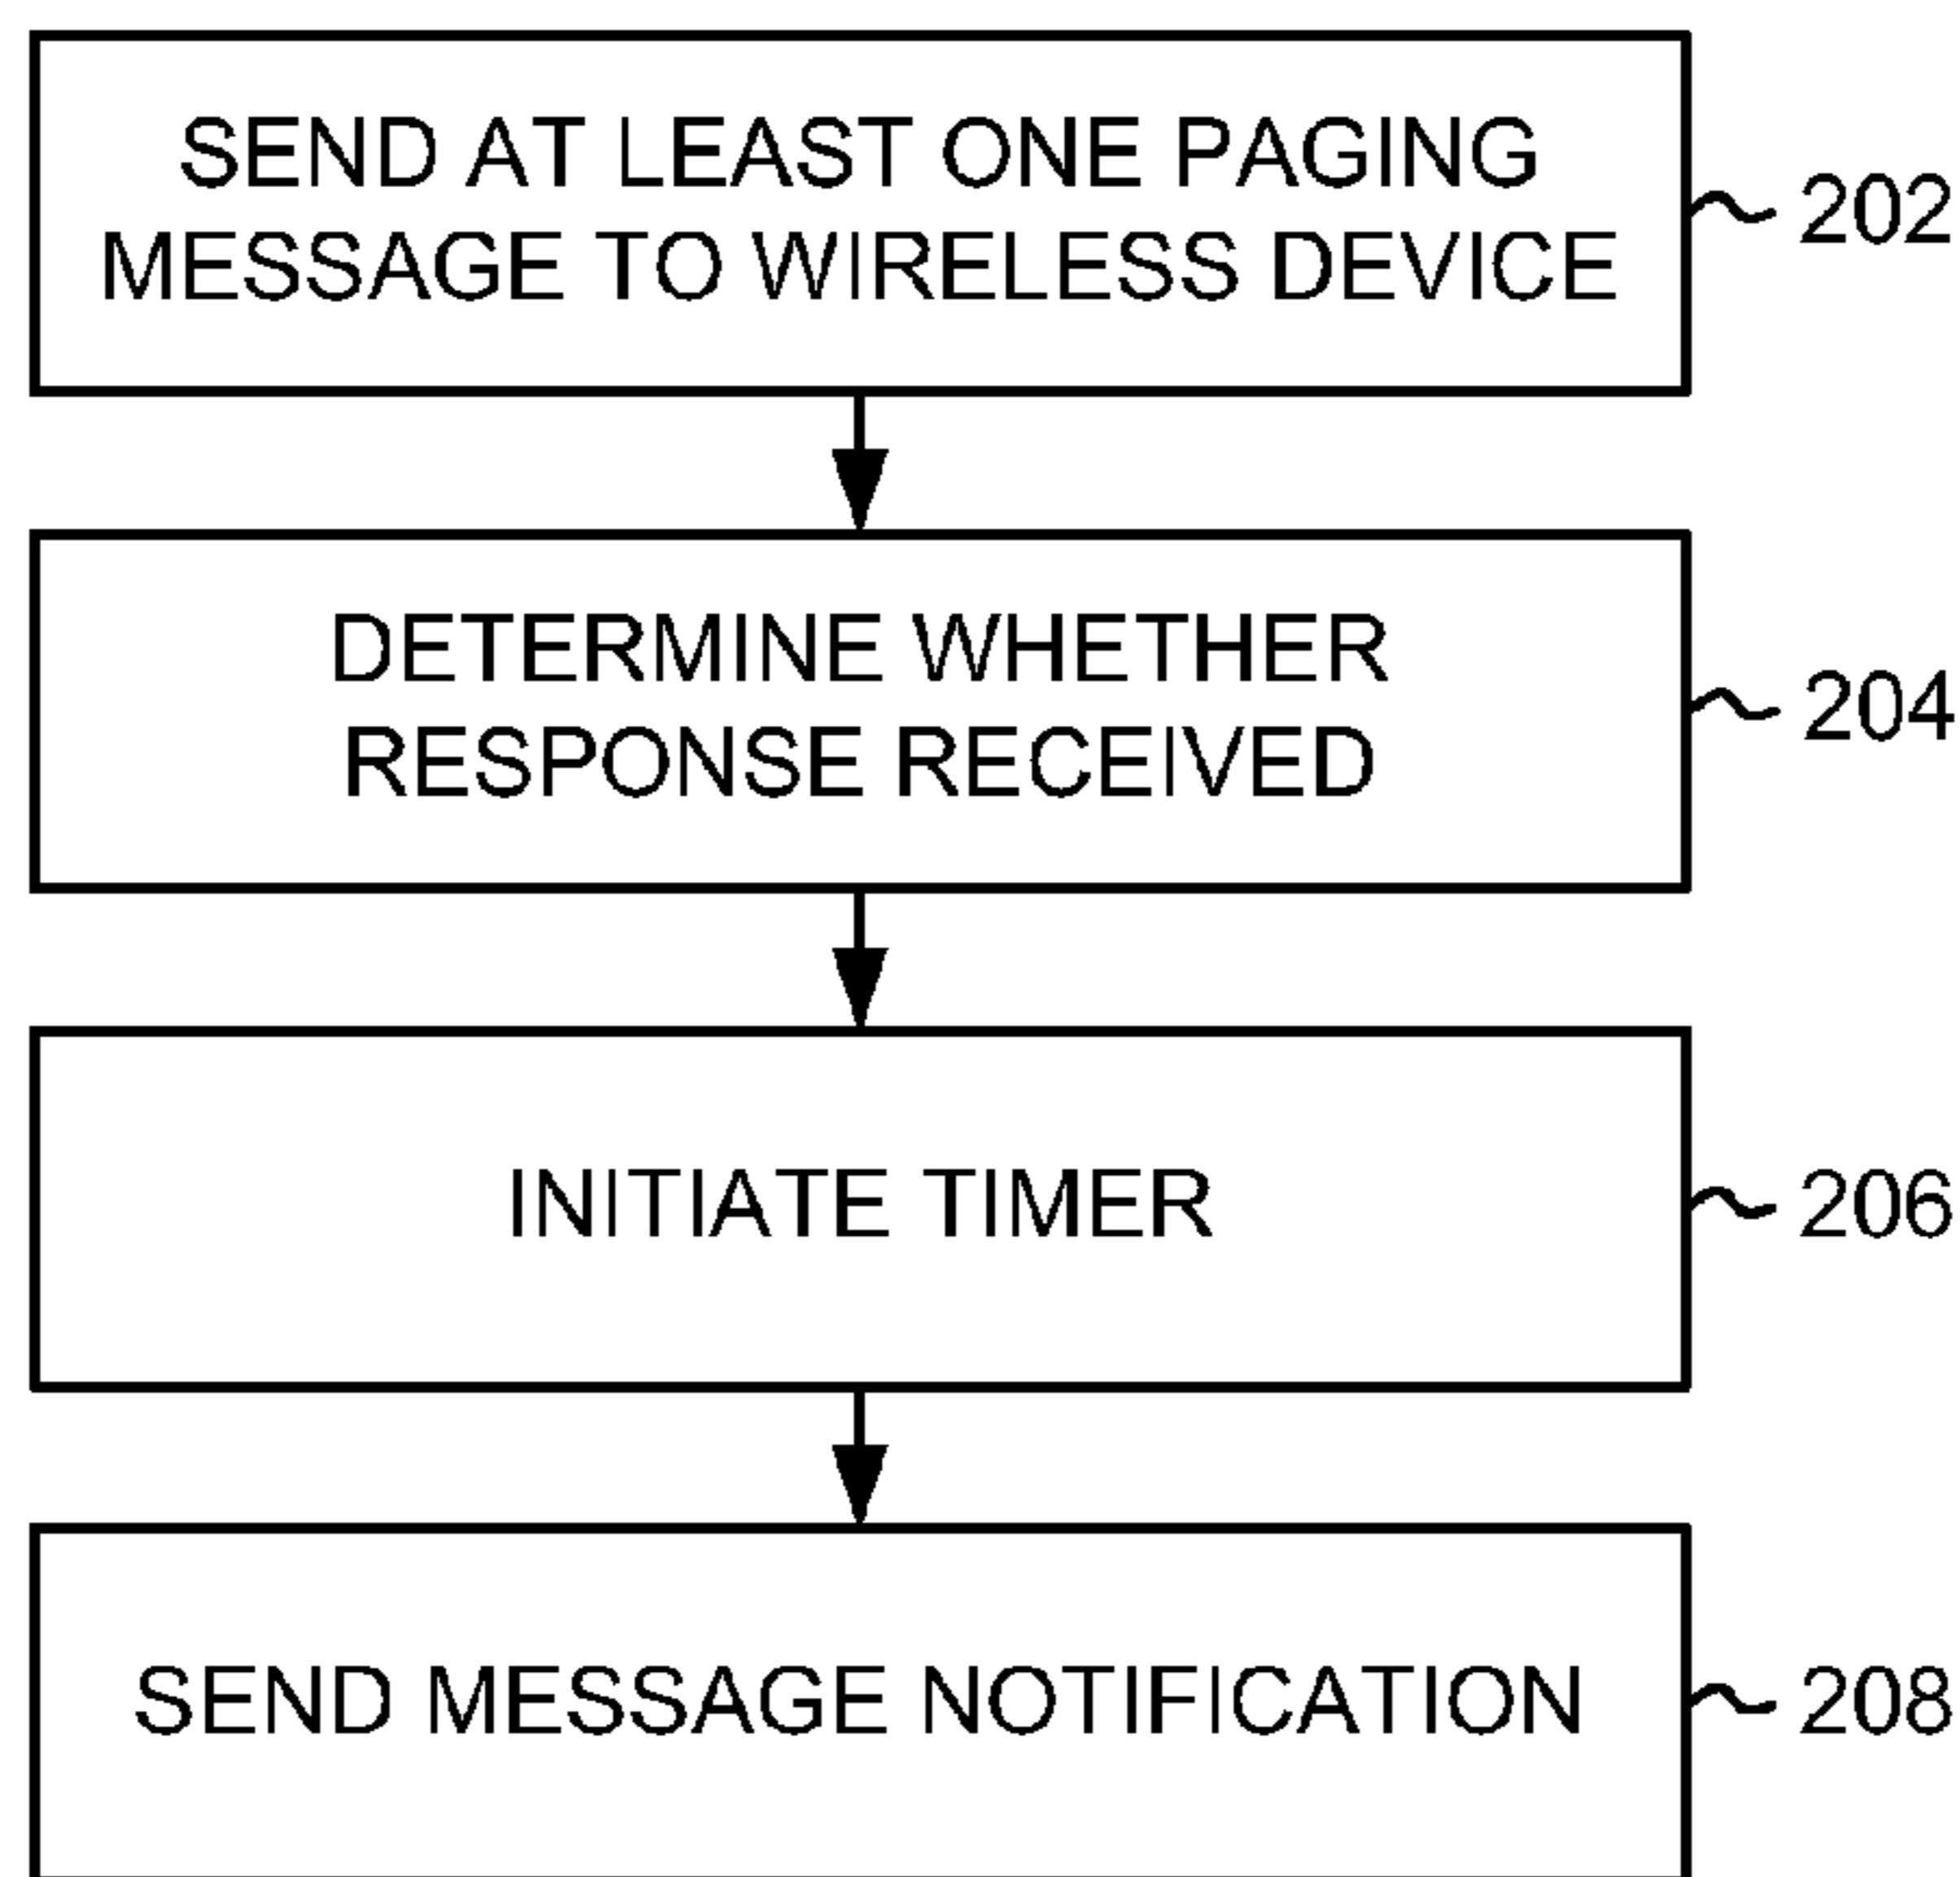 SEND AT LEAST ONE PAGING
MESSAGE TO WIRELESS DEVICE
202
DETERMINE WHETHER
RESPONSE RECEIVED
204
INITIATE TIMER
206
SEND MESSAGE NOTIFICATION
208